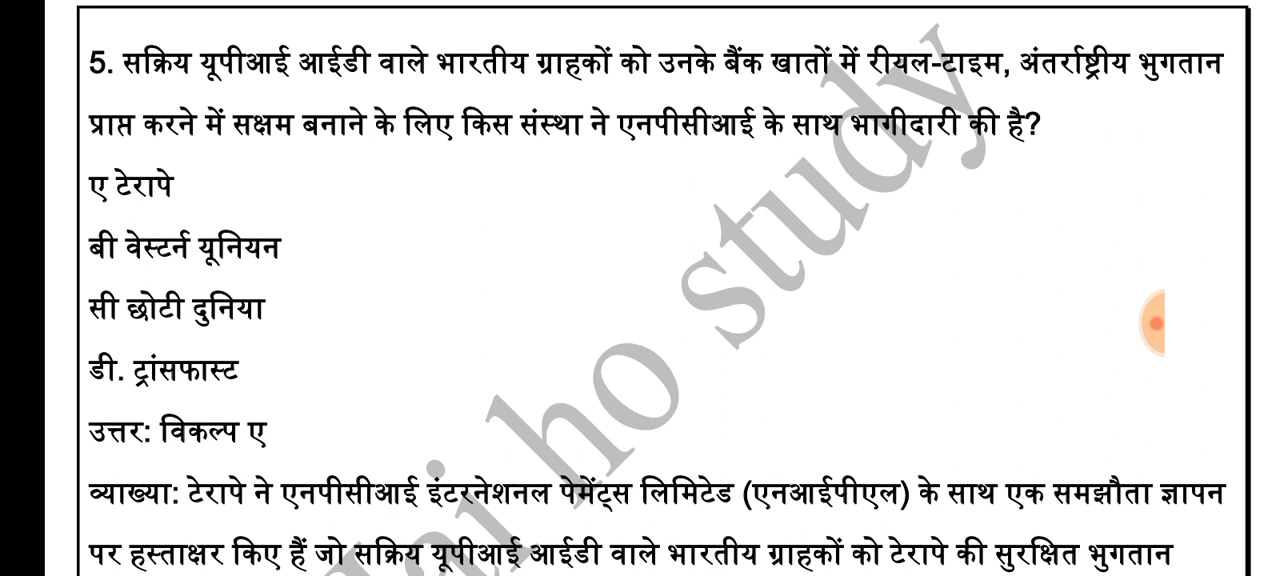 5. सक्रिय यूपीआई आईडी वाले भारतीय ग्राहकों को उनके बैंक खातों में रीयल-टाइम, अंतर्राष्ट्रीय भुगतान
प्राप्त करने में सक्षम बनाने के लिए किस संस्था ने एनपीसीआई के साथ भागीदारी की है?
ए टेरापे
बी वेस्टर्न यूनियन
सी छोटी दुनिया
डी. ट्रांसफास्ट
उत्तर: विकल्प ए
व्याख्या: टेरापे ने एनपीसीआई इंटरनेशनल पेमेंट्स लिमिटेड (एनआईपीएल) के साथ एक समझौता ज्ञापन
पर हस्ताक्षर किए हैं जो सक्रिय यूपीआई आईडी वाले भारतीय ग्राहकों को टेरापे की सुरक्षित भुगतान
ho study